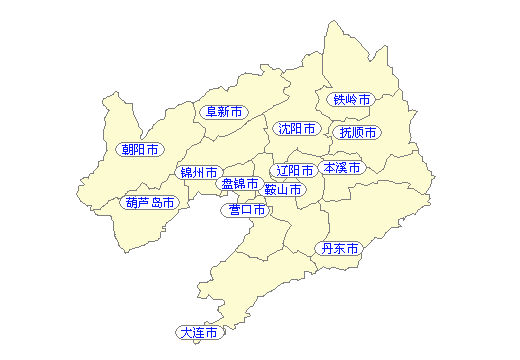 铁岭市
阜新市
沈阳市
抚顺市
朝阳市
本溪市
辽阳市
锦州市
盘锦市
鞍山市
葫芦岛市
营口市
丹东市
大连市